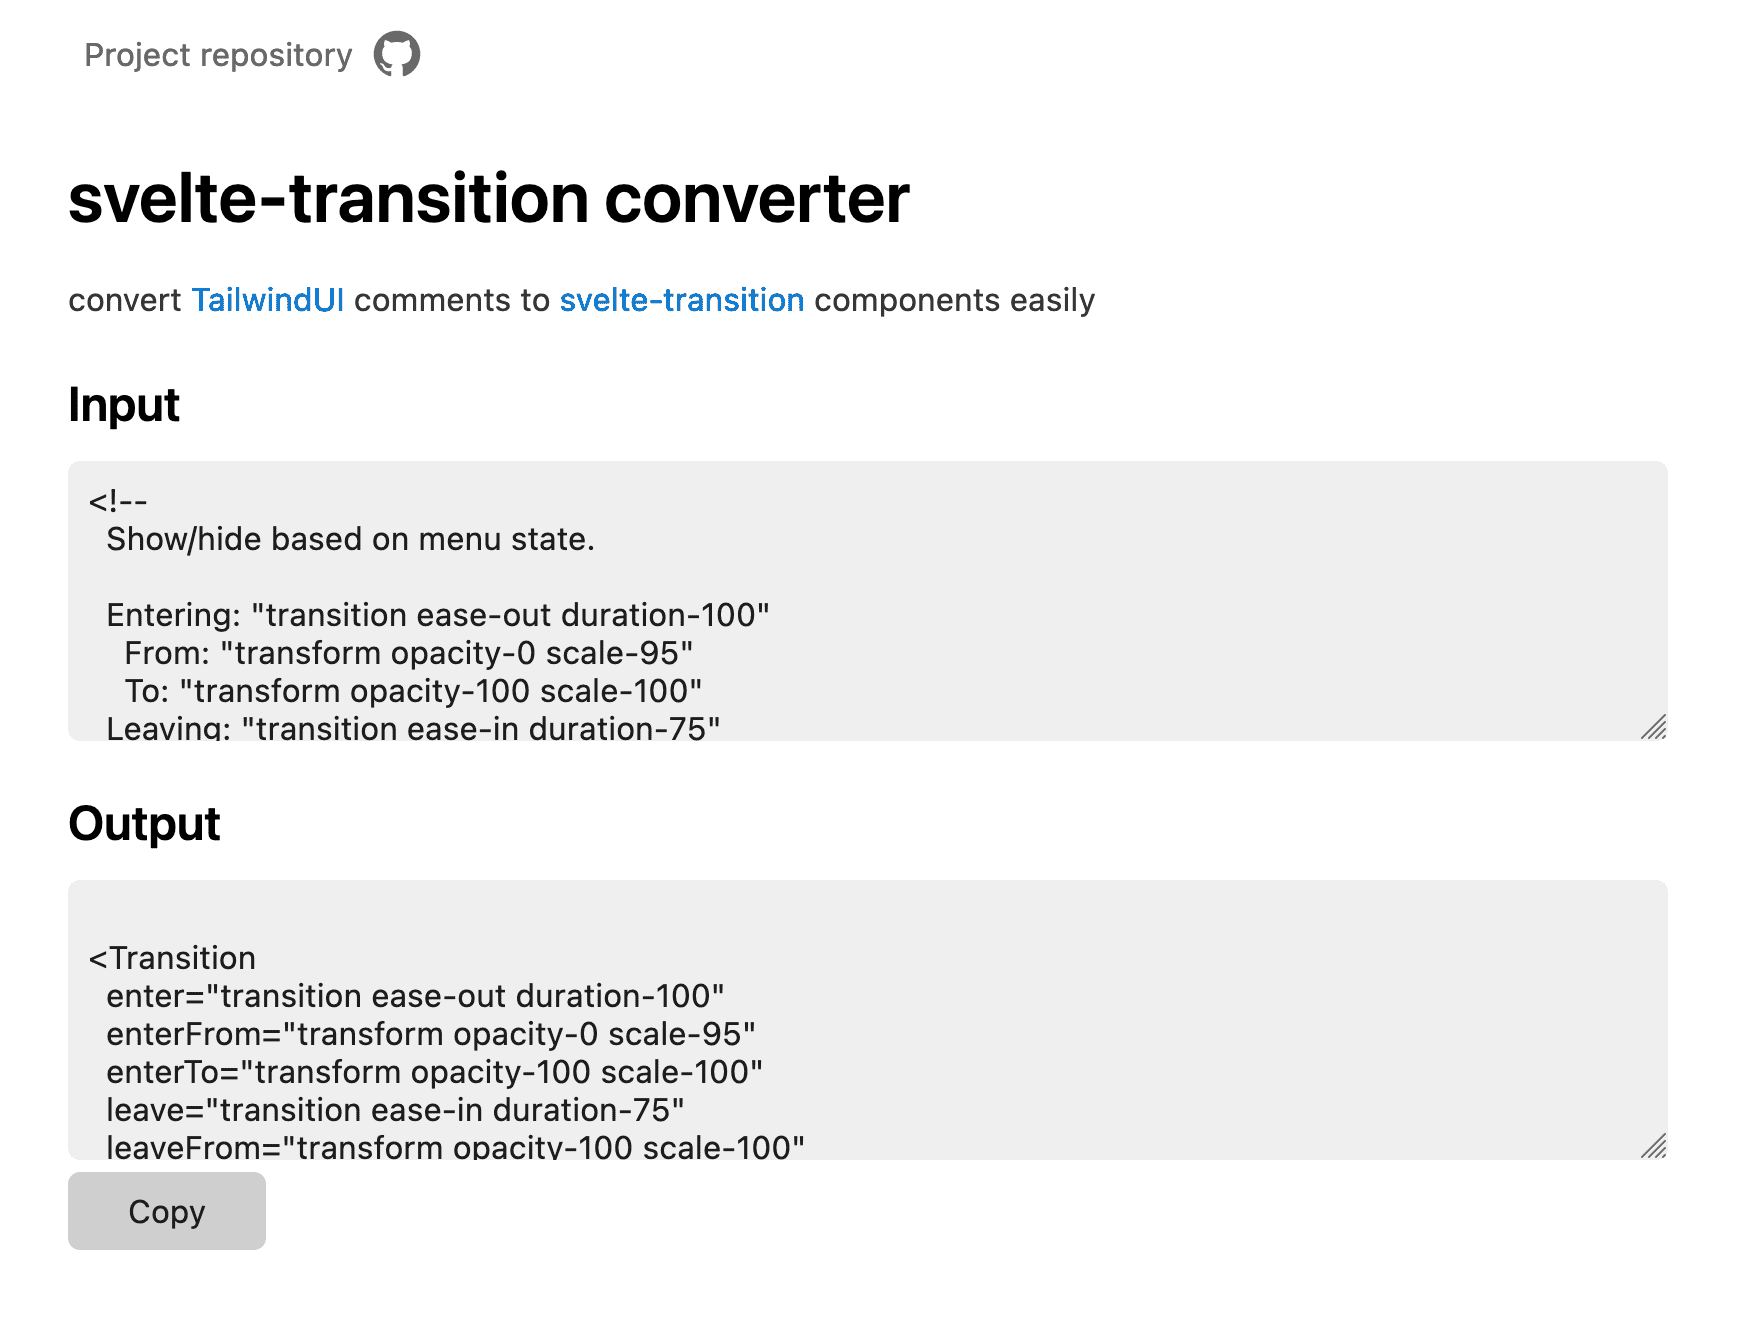 Project repository
svelte-transition converter
convert TailwindUI comments to svelte-transition components easily
Input
<!--
Show/hide based on menu state.
Entering: "transition ease-out duration-100"
From: "transform opacity-0 scale-95"
To: "transform opacity-100 scale-100"
Leaving: "transition ease-in duration-75"
Output
<Transition
enter="transition ease-out duration-100"
enterFrom="transform opacity-0 scale-95"
enterTo="transform opacity-100 scale-100"
leave="transition ease-in duration-75"
leaveFrom="transform opacity-100 scale-100"
Copy